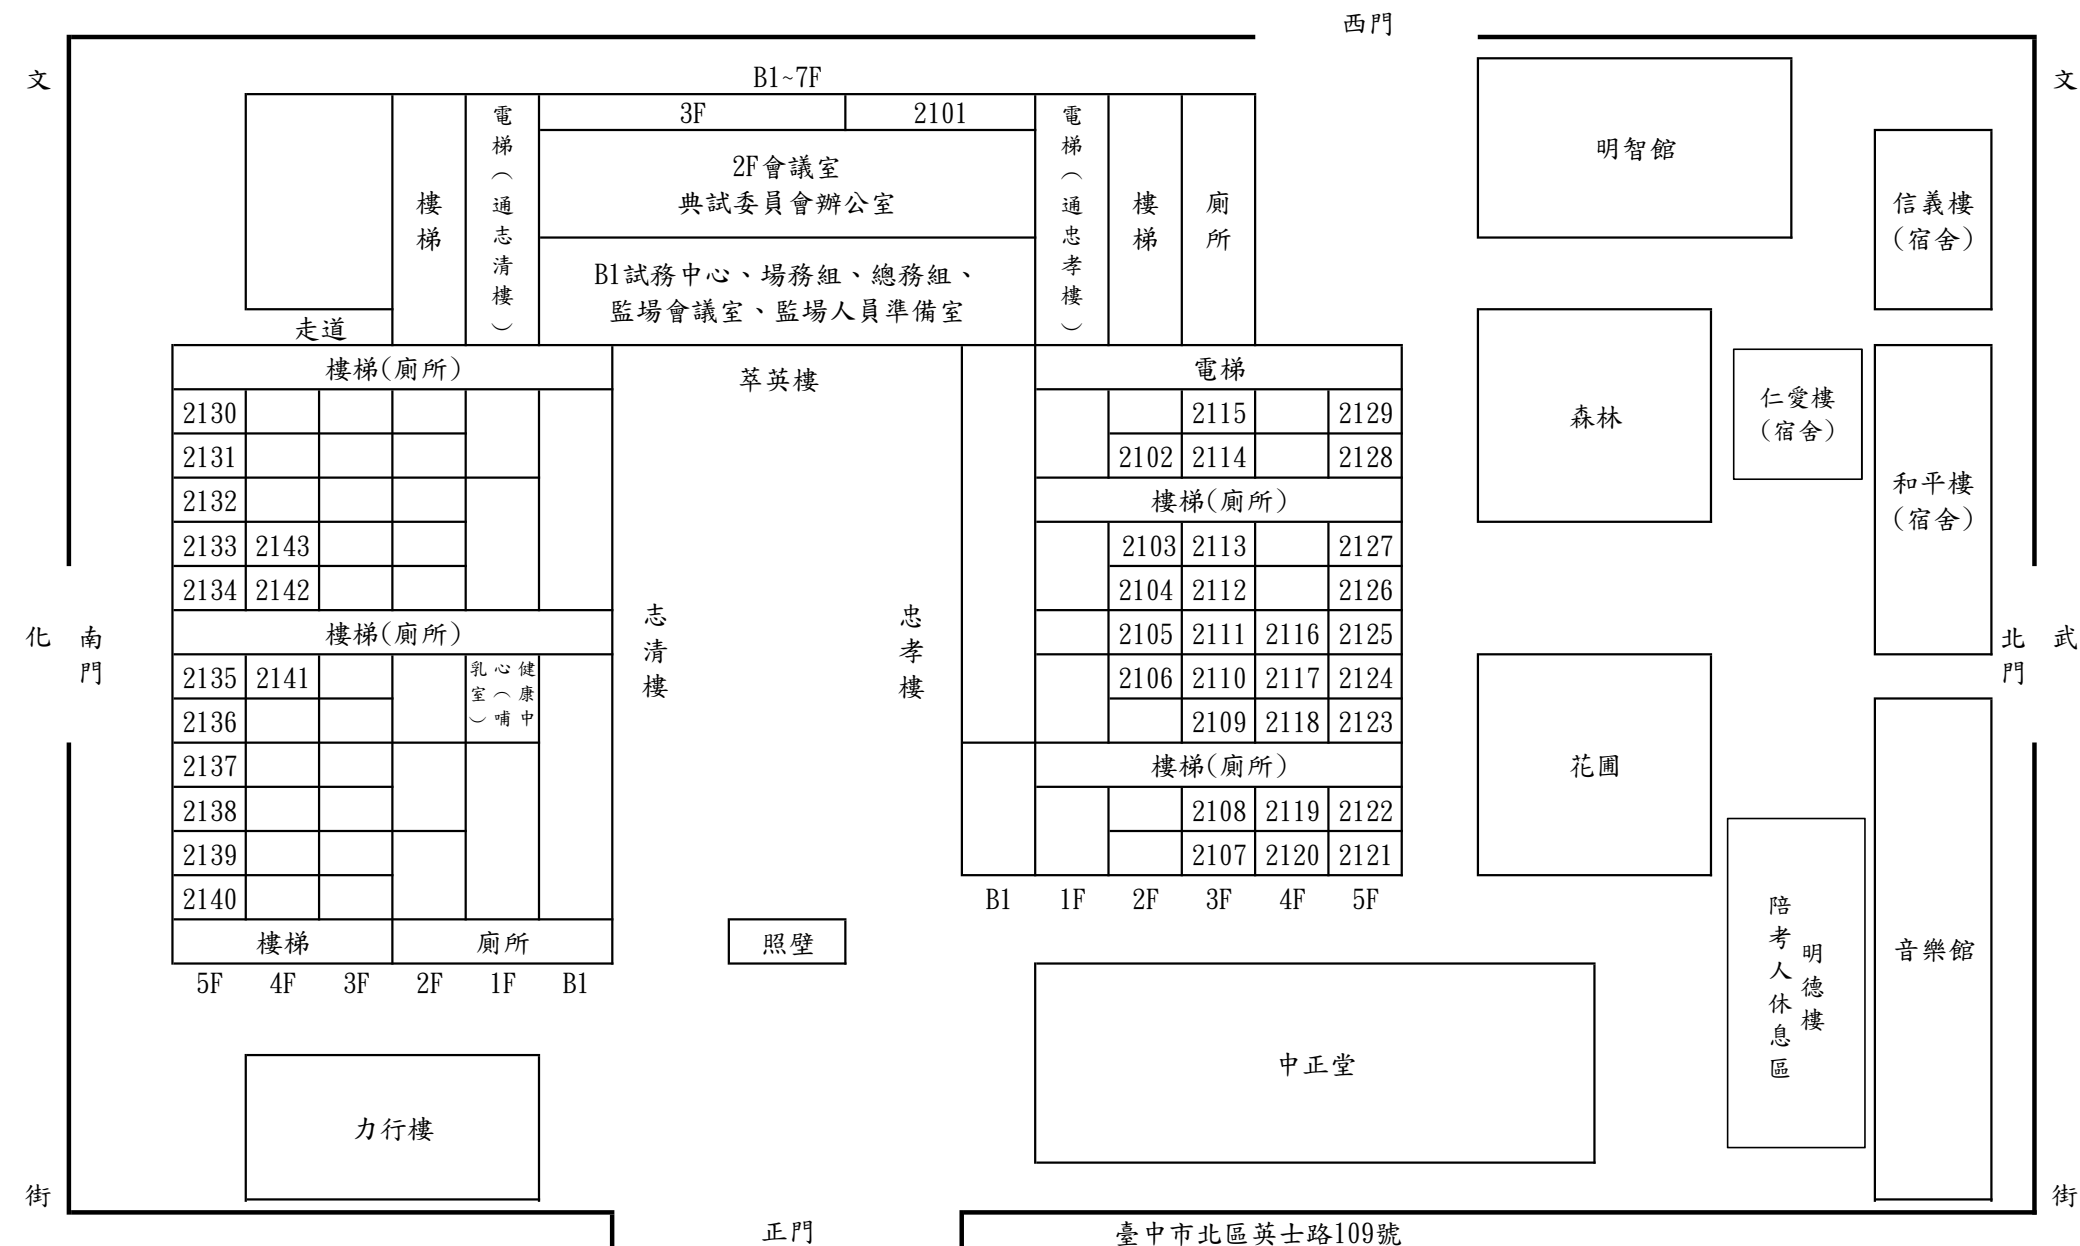 西門
文
文
B1~7F
3F
2101
電梯（通志清樓）
電梯（通忠孝樓）
樓梯
樓梯
廁所
2F會議室
典試委員會辦公室
B1試務中心、場務組、總務組、
監場會議室、監場人員準備室
明智館
信義樓
（宿舍）
走道
樓梯(廁所)
萃英樓
電梯
2130
2115
2129
2131
2102 2114
2128
森林
仁愛樓
（宿舍）
2132
樓梯(廁所)
和平樓
（宿舍）
2133 2143
2103 2113
2127
2134 2142
2104 2112
2126
樓梯(廁所)
2105 2111 2116 2125
志清樓
忠孝樓
化
南門
北門
武
2135 2141
健康中
心（哺
乳室）
2106 2110 2117 2124
2136
2109 2118 2123
2137
樓梯(廁所)
花圃
2138
2108 2119 2122
2139
2107 2120 2121
2140
B1 1F 2F 3F 4F 5F
樓梯
廁所
照壁
5F 4F 3F 2F 1F B1
明德樓
陪考人休息區
音樂館
中正堂
力行樓
街
街
正門
臺中市北區英士路109號